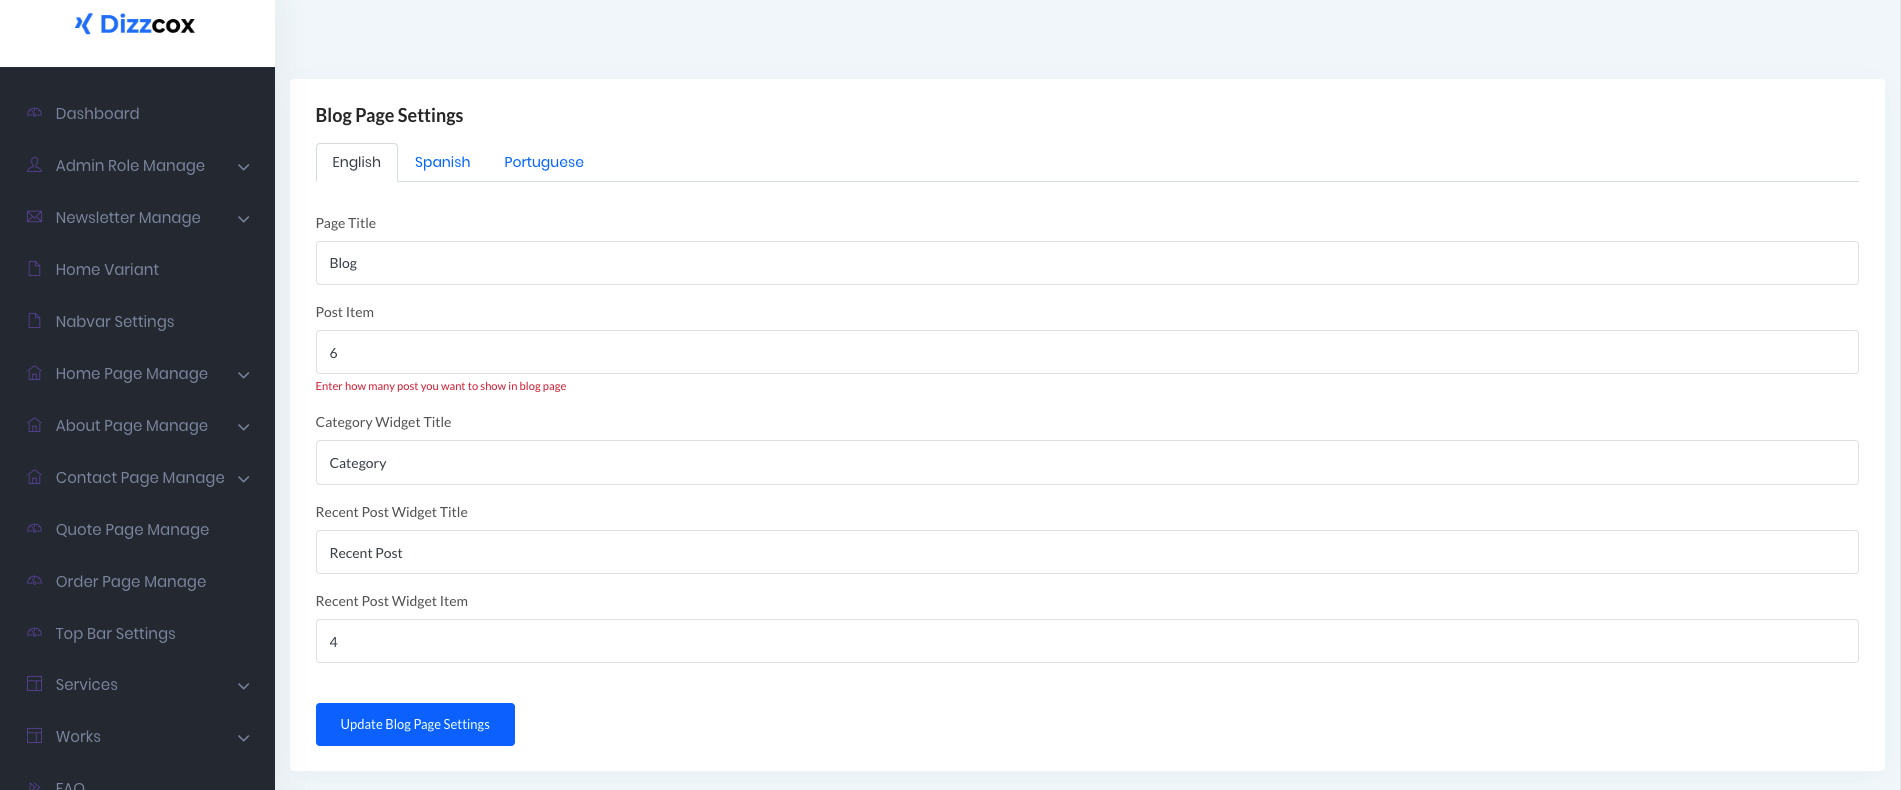 Dizzcox
Dashboard
Admin Role Manage
Newsletter Manage
Home Variant
Nabvar Settings
Home Page Manage
About Page Manage
Contact Page Manage
Quote Page Manage
Order Page Manage
Top Bar Settings
Services
Works
FAQ
Blog Page Settings
English Spanish Portuguese
Page Title
Blog
Post Item
6
Enter how many post you want to show in blog page
Category Widget Title
Category
Recent Post Widget Title
Recent Post
Recent Post Widget Item
4
Update Blog Page Settings